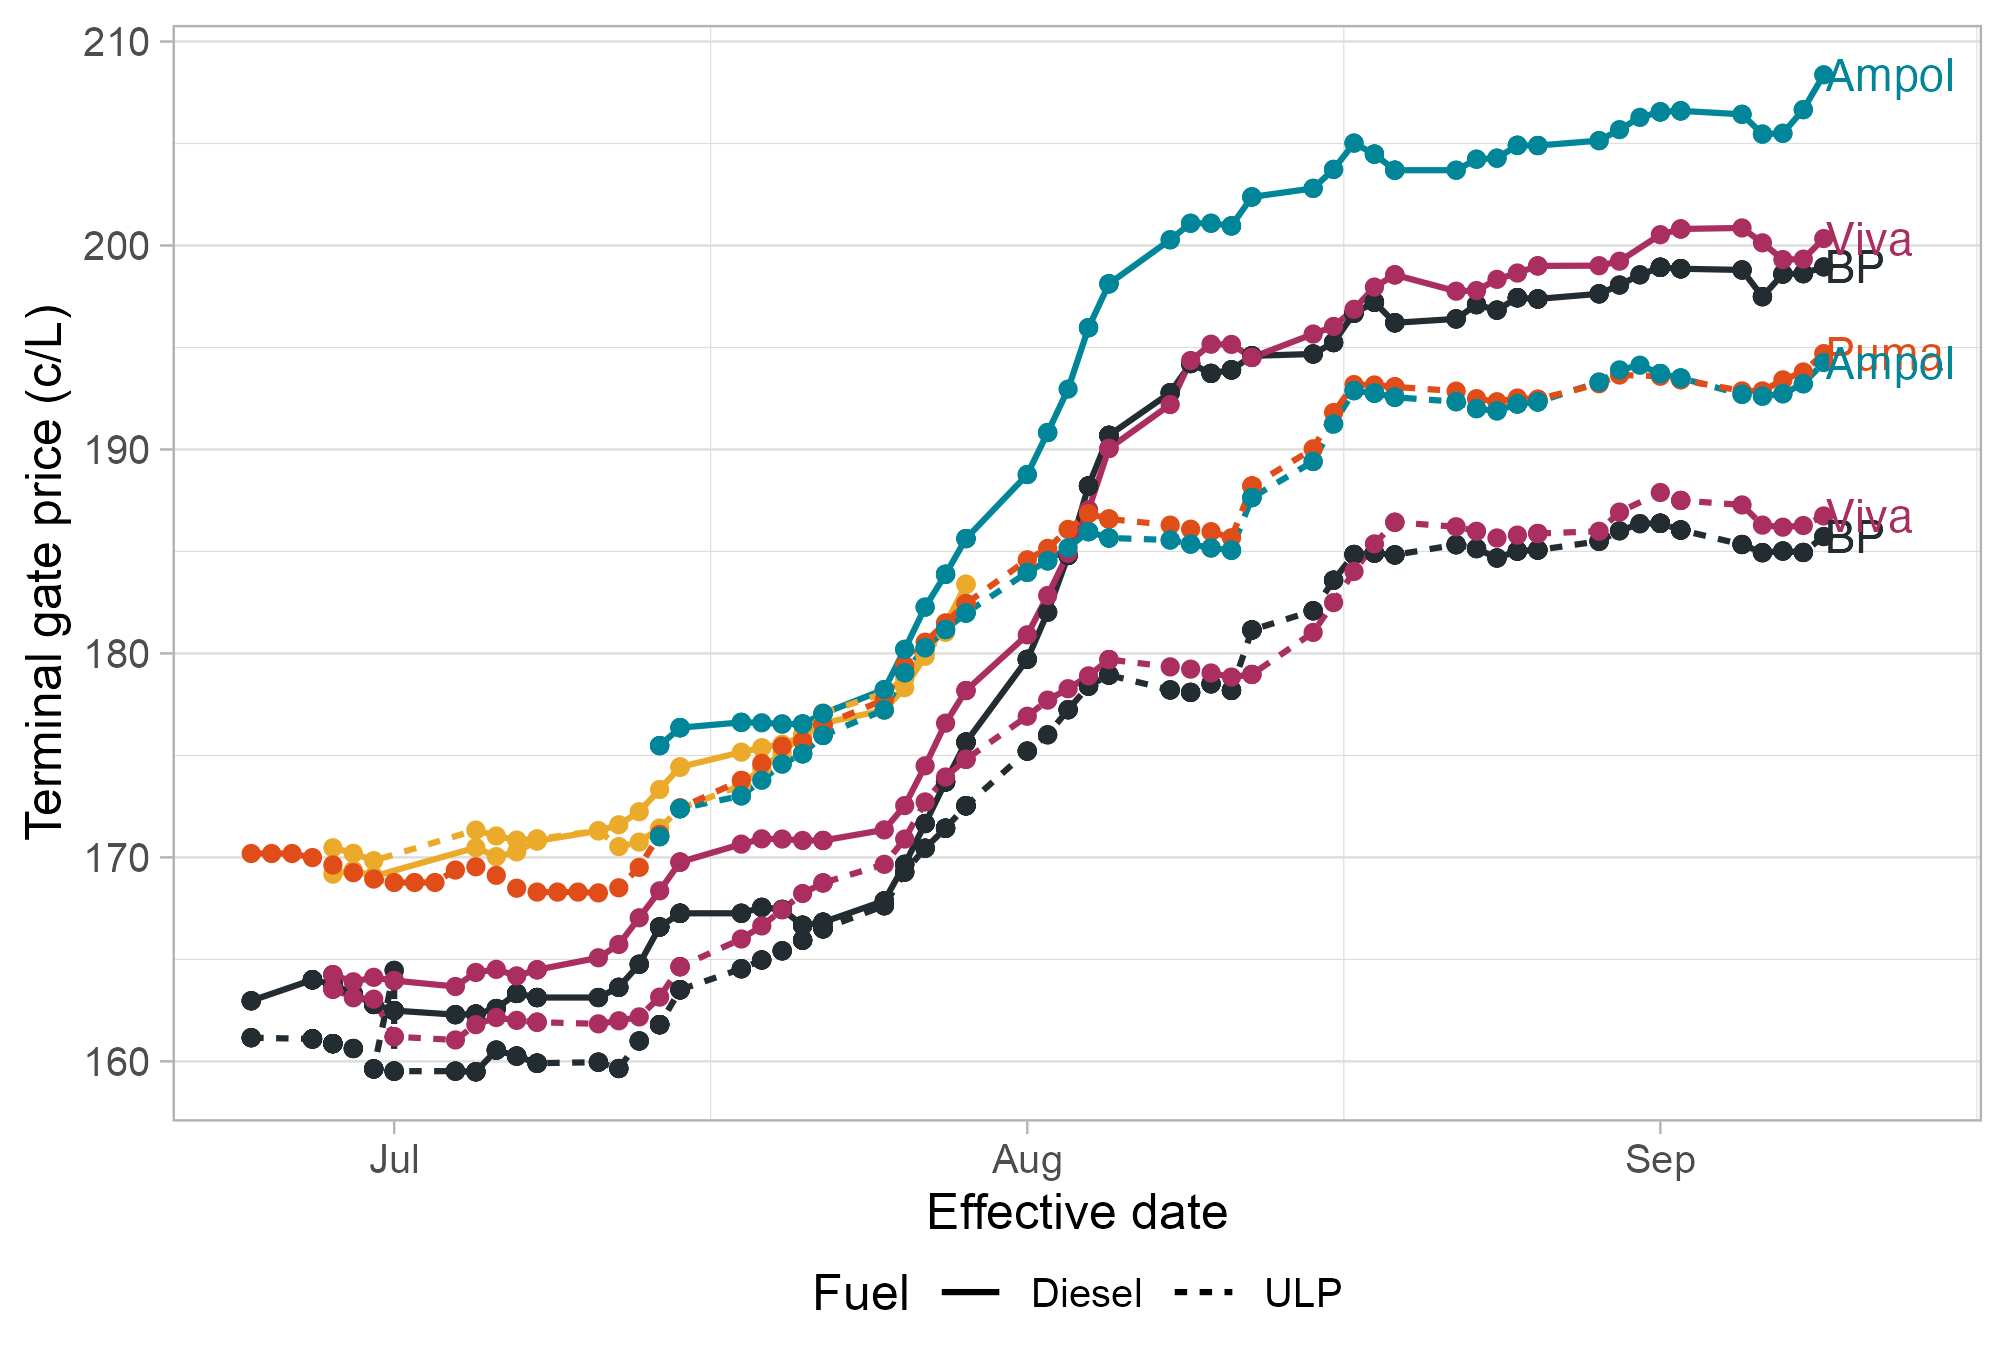 210
200
190
180
170
160
Terminal gate price (c/L)
Ampol
Viva
BP
Puma
Ampol
Viva
BP
Jul
Aug
Sep
Effective date
Fuel
Diesel
ULP